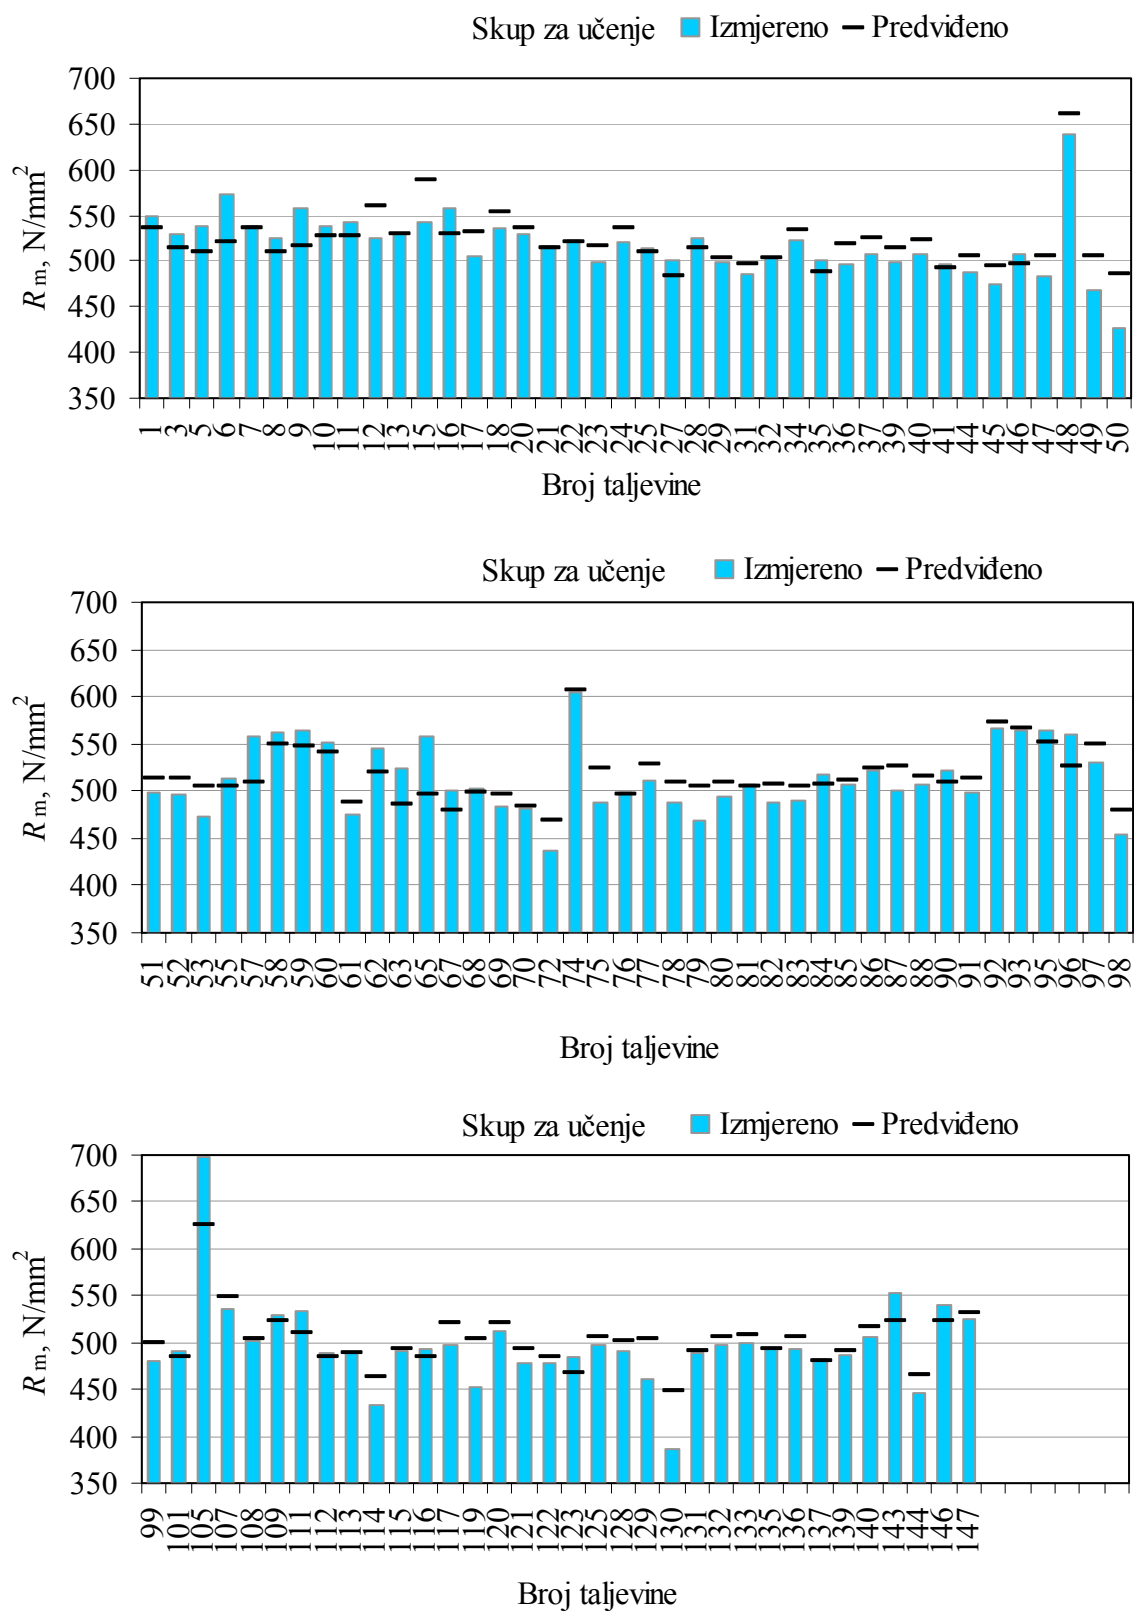 Skup za učenje Izmjereno Predviđeno
700
650
600
550
500
450
400
350
Rm, N/mm²
1 3 5 6 7 8 9 10 11 12 13 15 16 17 18 20 21 22 23 24 25 27 28 29 31 32 34 35 36 37 39 40 41 44 45 46 47 48 49 50
Broj taljevine
Skup za učenje Izmjereno Predviđeno
700
650
600
550
500
450
400
350
Rm, N/mm²
51 52 53 55 57 58 59 60 61 62 63 65 67 68 69 70 72 74 75 76 77 78 79 80 81 82 83 84 85 86 87 88 90 91 92 93 95 96 97 98
Broj taljevine
Skup za učenje Izmjereno Predviđeno
700
650
600
550
500
450
400
350
Rm, N/mm²
99 101 105 107 108 109 111 112 113 114 115 116 117 119 120 121 122 123 125 128 129 130 131 132 133 135 136 137 139 140 143 144 146 147
Broj taljevine